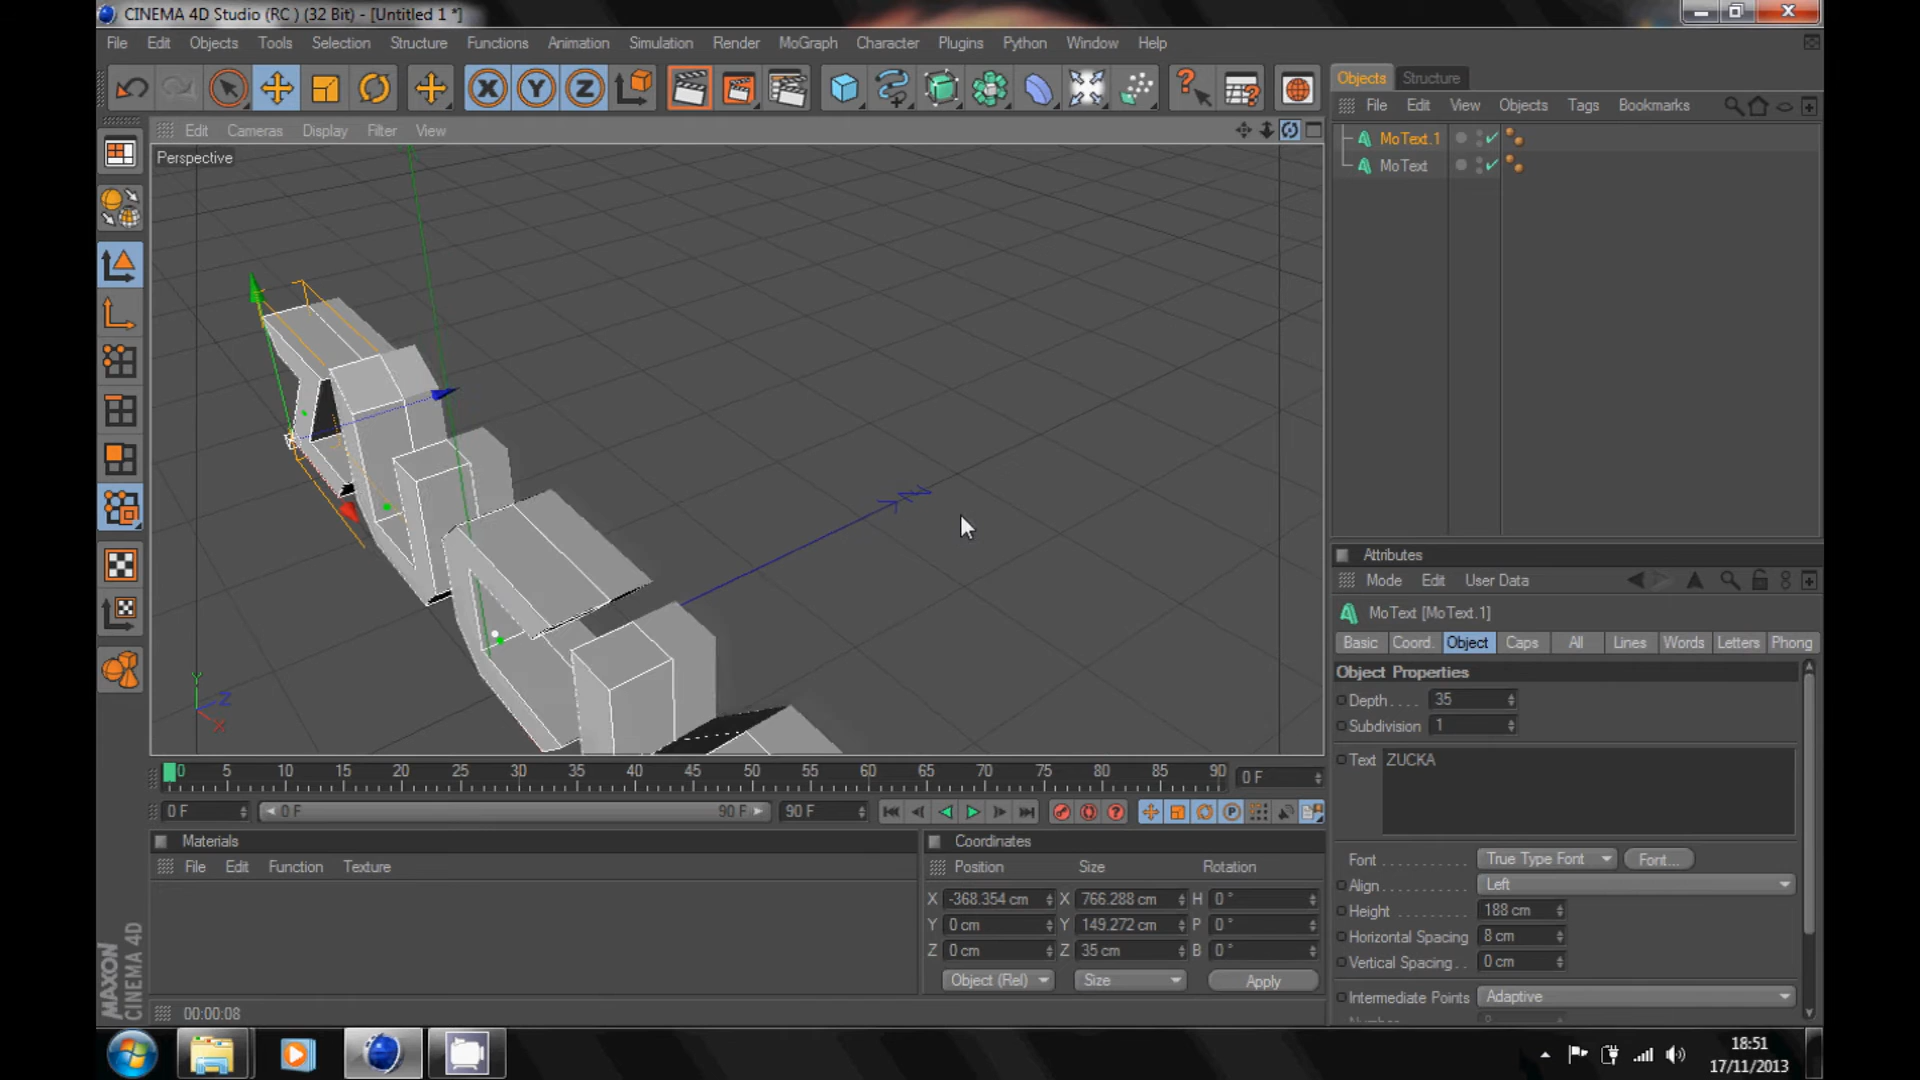 CINEMA 4D Studio (RC ) (32 Bit) - [Untitled 1 *]
File Edit Objects Tools Selection Structure Functions Animation Simulation Render MoGraph Character Plugins Python Window Help
Objects Structure
File Edit View Objects Tags Bookmarks
Edit Cameras Display Filter View
Perspective
MoText.1
MoText
Attributes
Mode Edit User Data
MoText [MoText.1]
Basic Coord. Object Caps All Lines Words Letters Phong
Object Properties
Depth . . . . 35
Subdivision 1
Text ZUCKA
Font . . . . . . . . . . . True Type Font Font...
Align . . . . . . . . . . . Left
Height . . . . . . . . . 188 cm
Horizontal Spacing 8 cm
Vertical Spacing . . 0 cm
Intermediate Points Adaptive
Y Z X
0 5 10 15 20 25 30 35 40 45 50 55 60 65 70 75 80 85 90 0 F
0 F 0 F 90 F 90 F
Materials
File Edit Function Texture
Coordinates
Position Size Rotation
X -368.354 cm X 766.288 cm H 0 °
Y 0 cm Y 149.272 cm P 0 °
Z 0 cm Z 35 cm B 0 °
Object (Rel) Size Apply
MAXON
CINEMA 4D
00:00:08
18:51
17/11/2013